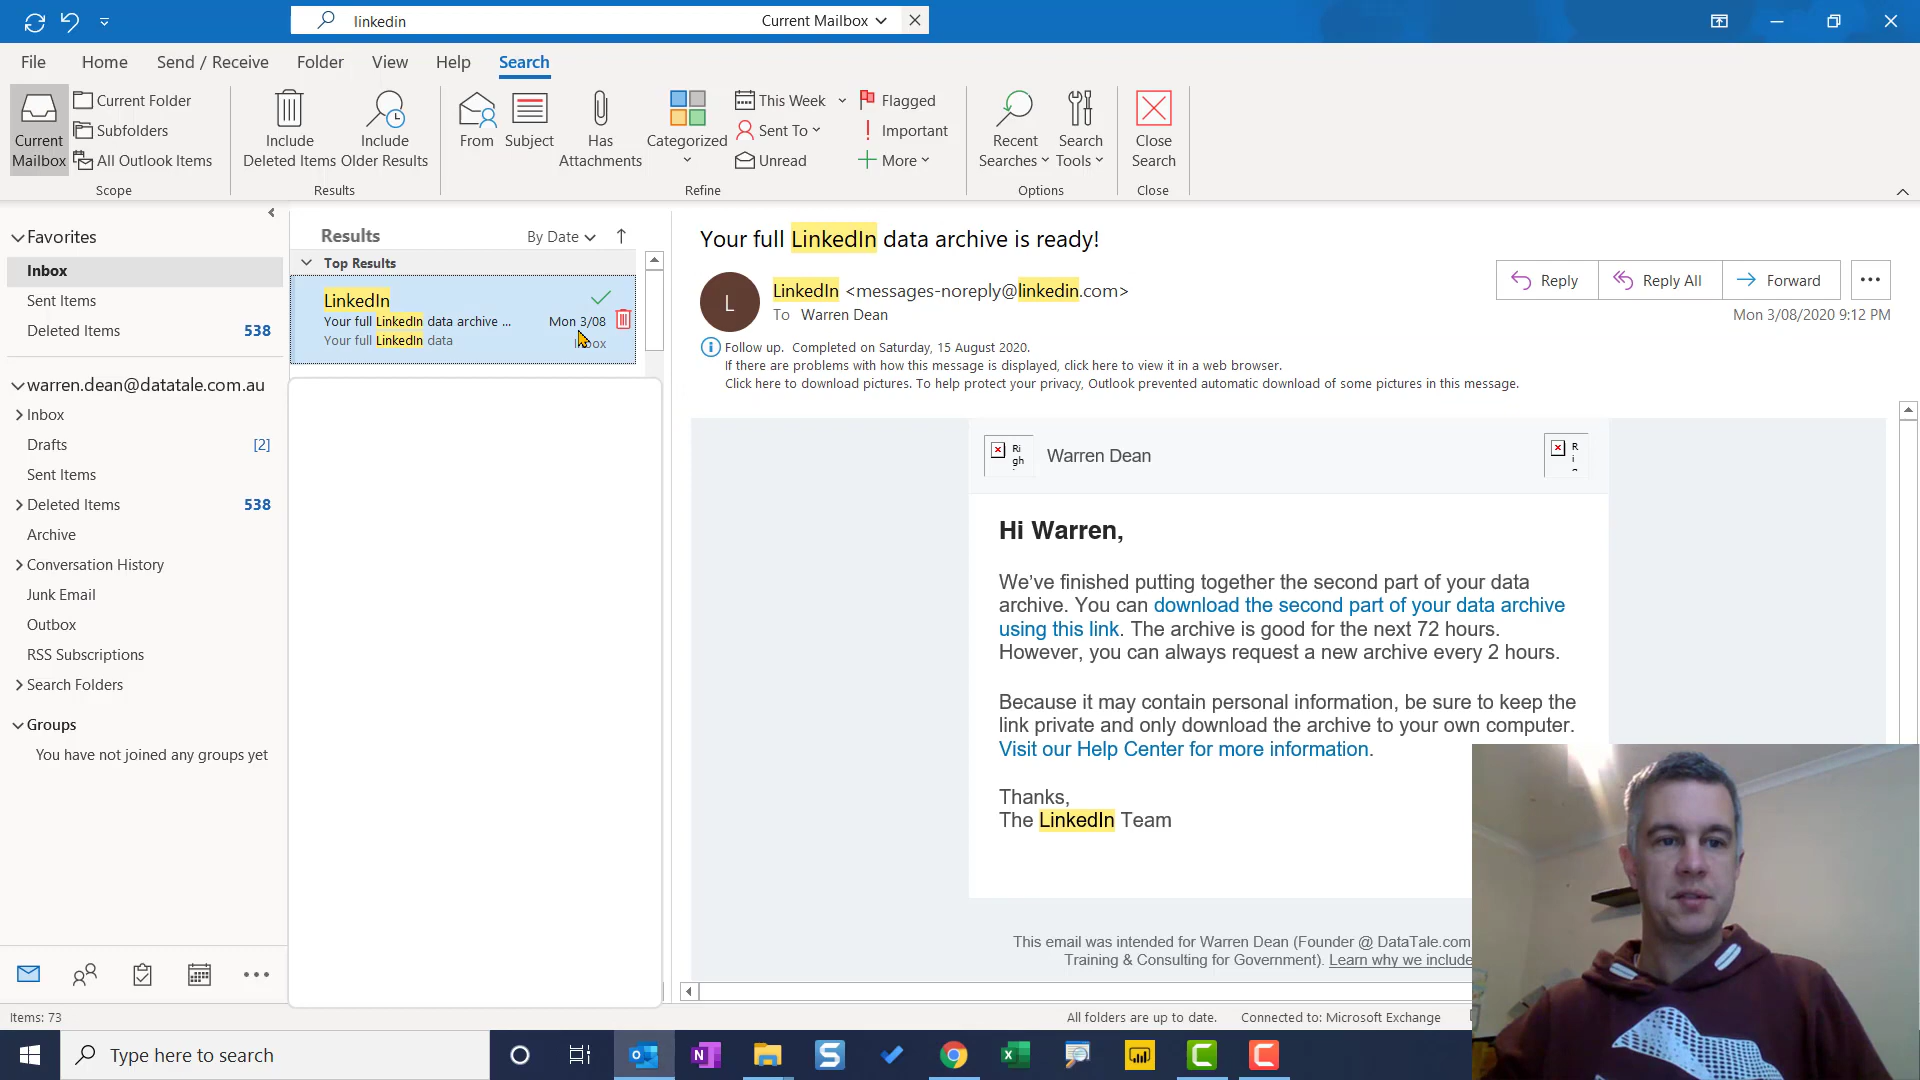 linkedin
Current Mailbox
File
Home
Send / Receive
Folder
View
Help
Search
Current Mailbox
Current Folder
Subfolders
All Outlook Items
Scope
Include Deleted Items
Include Older Results
Results
From
Subject
Has Attachments
Categorized
This Week
Sent To
Unread
Flagged
Important
More
Refine
Recent Searches
Search Tools
Options
Close Search
Close
Favorites
Inbox
Sent Items
Deleted Items 538
warren.dean@datatale.com.au
Inbox
Drafts [2]
Sent Items
Deleted Items 538
Archive
Conversation History
Junk Email
Outbox
RSS Subscriptions
Search Folders
Groups
You have not joined any groups yet
Results
By Date
Top Results
LinkedIn
Your full LinkedIn data archive ... Mon 3/08
Your full LinkedIn data
Your full LinkedIn data archive is ready!
L
LinkedIn <messages-noreply@linkedin.com>
To Warren Dean
Reply
Reply All
Forward
Mon 3/08/2020 9:12 PM
Follow up. Completed on Saturday, 15 August 2020.
If there are problems with how this message is displayed, click here to view it in a web browser.
Click here to download pictures. To help protect your privacy, Outlook prevented automatic download of some pictures in this message.
Ri
gh
Warren Dean
R
i
Hi Warren,
We've finished putting together the second part of your data
archive. You can download the second part of your data archive
using this link. The archive is good for the next 72 hours.
However, you can always request a new archive every 2 hours.
Because it may contain personal information, be sure to keep the
link private and only download the archive to your own computer.
Visit our Help Center for more information.
Thanks,
The LinkedIn Team
This email was intended for Warren Dean (Founder @ DataTale.com
Training & Consulting for Government). Learn why we include
Items: 73
All folders are up to date.
Connected to: Microsoft Exchange
Type here to search